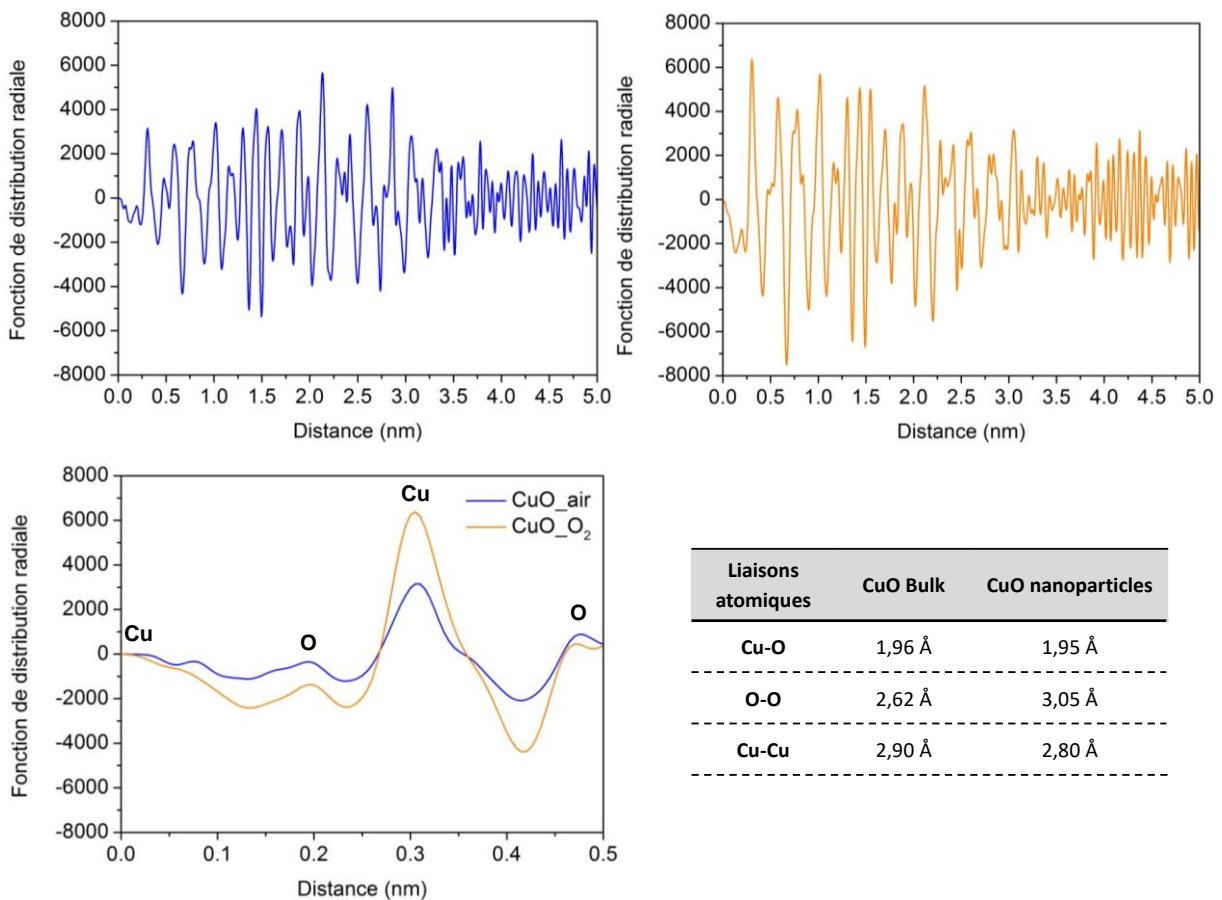 Fonction de distribution radiale
8000
6000
4000
2000
0
-2000
-4000
-6000
-8000
0.0 0.5 1.0 1.5 2.0 2.5 3.0 3.5 4.0 4.5 5.0
Distance (nm)
Fonction de distribution radiale
8000
6000
4000
2000
0
-2000
-4000
-6000
-8000
0.0 0.5 1.0 1.5 2.0 2.5 3.0 3.5 4.0 4.5 5.0
Distance (nm)
Fonction de distribution radiale
8000
6000
4000
2000
0
-2000
-4000
-6000
-8000
Cu
O
Cu
O
CuO_air
CuO_O₂
0.0 0.1 0.2 0.3 0.4 0.5
Distance (nm)
Liaisons atomiques CuO Bulk CuO nanoparticles
Cu-O 1,96 Å 1,95 Å
O-O 2,62 Å 3,05 Å
Cu-Cu 2,90 Å 2,80 Å